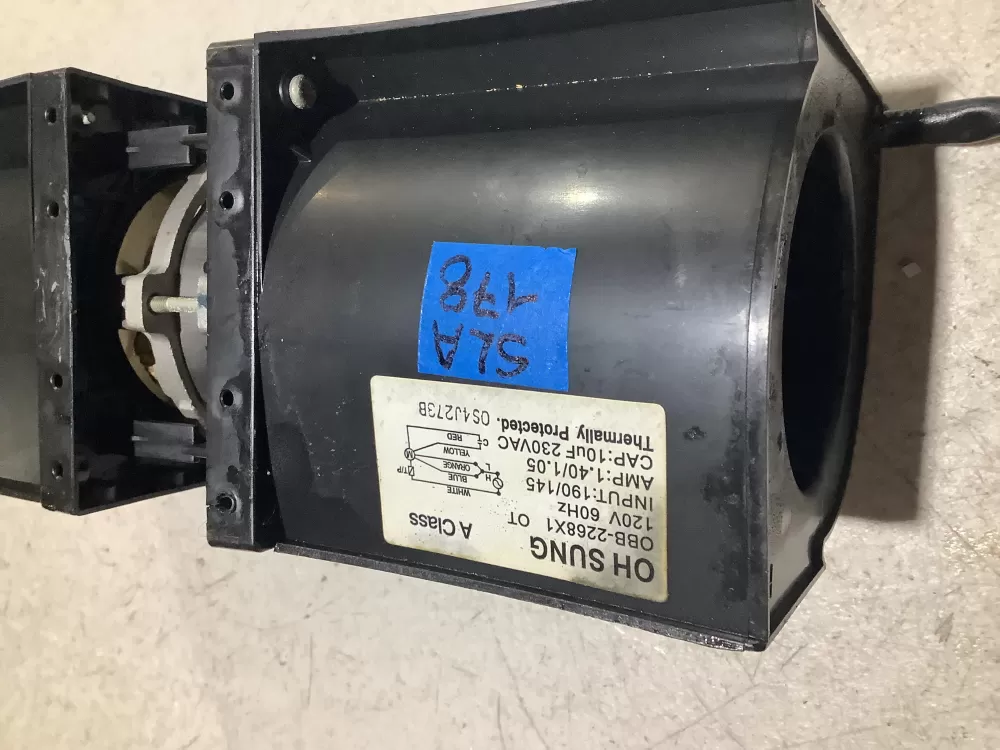 OH SUNG
OBB-2268X1 OT
A Class
120V 60Hz
INPUT:190/145
AMP:1.40/1.05
CAP:10uF 230VAC
Thermally Protected. 0S4J273B
WHITE
BLUE
ORANGE
YELLOW
RED
H
L
M
T/P
C
SLA
178